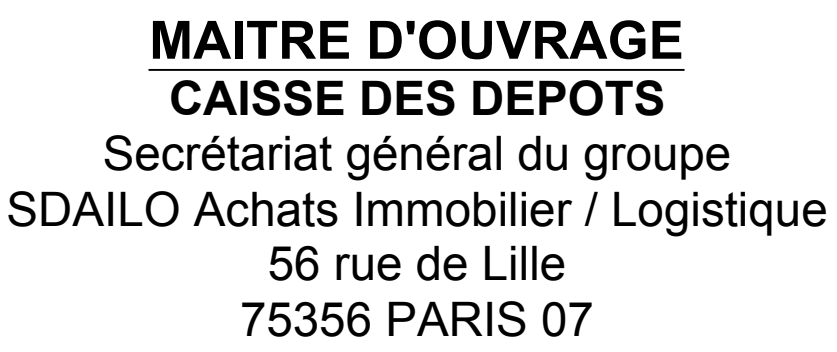 MAITRE D'OUVRAGE
CAISSE DES DEPOTS
Secrétariat général du groupe
SDAILO Achats Immobilier / Logistique
56 rue de Lille
75356 PARIS 07